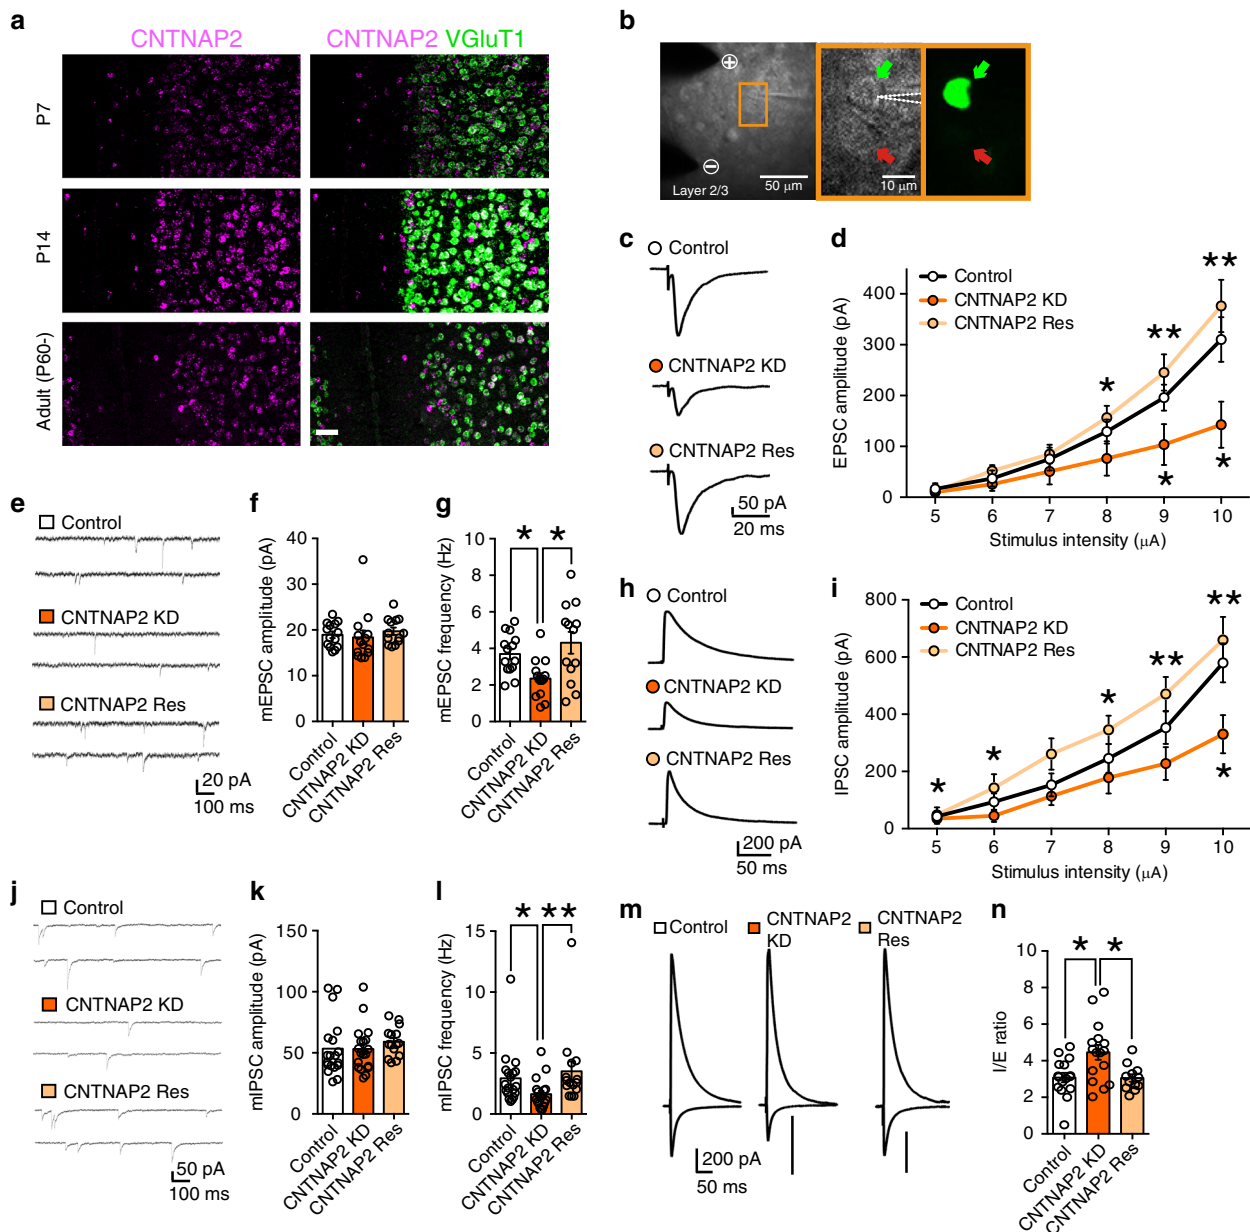 a
CNTNAP2
CNTNAP2 VGluT1
P7
P14
Adult (P60-)
b
Layer 2/3
50 μm
10 μm
c
Control
CNTNAP2 KD
CNTNAP2 Res
50 pA
20 ms
d
EPSC amplitude (pA)
400
300
200
100
0
Control
CNTNAP2 KD
CNTNAP2 Res
*
**
**
*
*
5 6 7 8 9 10
Stimulus intensity (μA)
e
Control
CNTNAP2 KD
CNTNAP2 Res
20 pA
100 ms
f
mEPSC amplitude (pA)
40
30
20
10
0
Control
CNTNAP2 KD
CNTNAP2 Res
g
mEPSC frequency (Hz)
10
8
6
4
2
0
* *
Control
CNTNAP2 KD
CNTNAP2 Res
h
Control
CNTNAP2 KD
CNTNAP2 Res
200 pA
50 ms
i
IPSC amplitude (pA)
800
600
400
200
0
Control
CNTNAP2 KD
CNTNAP2 Res
*
*
*
**
**
*
5 6 7 8 9 10
Stimulus intensity (μA)
j
Control
CNTNAP2 KD
CNTNAP2 Res
50 pA
100 ms
k
mIPSC amplitude (pA)
150
100
50
0
Control
CNTNAP2 KD
CNTNAP2 Res
l
mIPSC frequency (Hz)
15
10
5
0
* **
Control
CNTNAP2 KD
CNTNAP2 Res
m
Control
CNTNAP2
KD
CNTNAP2
Res
200 pA
50 ms
n
I/E ratio
10
8
6
4
2
0
* *
Control
CNTNAP2 KD
CNTNAP2 Res